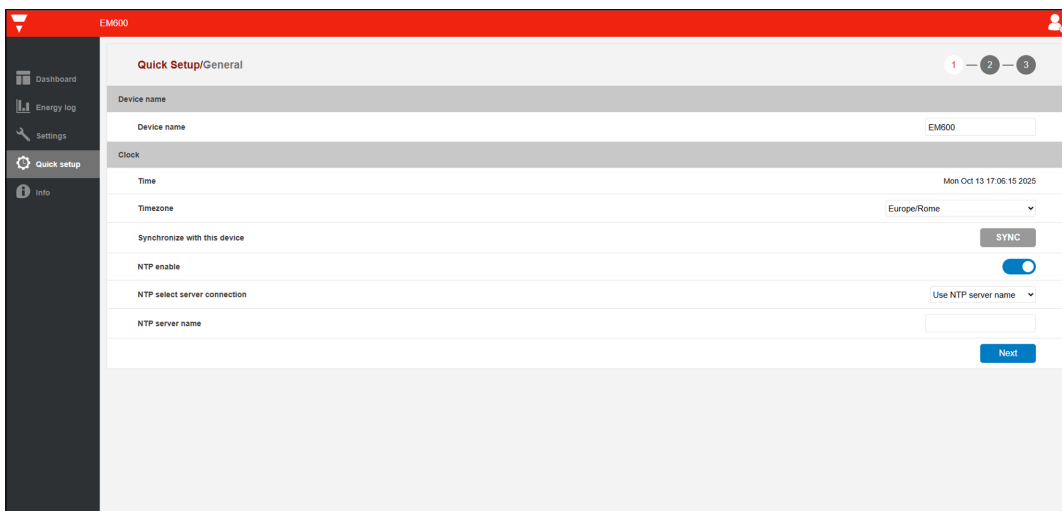 EM600
Dashboard
Energy log
Settings
Quick setup
Info
Quick Setup/General
1 2 3
Device name
Device name EM600
Clock
Time Mon Oct 13 17:06:15 2025
Timezone Europe/Rome
Synchronize with this device SYNC
NTP enable
NTP select server connection Use NTP server name
NTP server name
Next